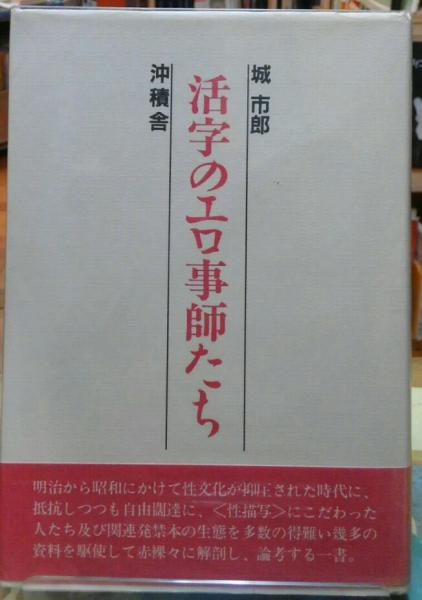 城 市郎
活字のエロ事師たち
沖積舎
明治から昭和にかけて性文化が抑圧された時代に、
抵抗しつつも自由闊達に、<性描写>にこだわった
人たち及び関連発禁本の生態を多数の得難い幾多の
資料を駆使して赤裸々に解剖し、論考する一書。